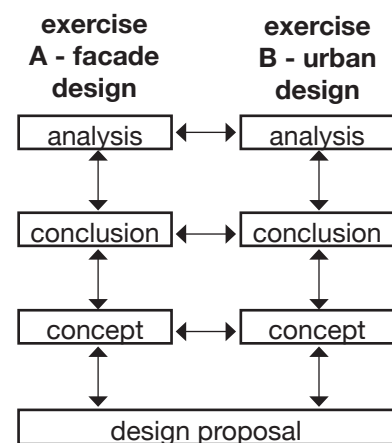 exercise
A - facade
design
exercise
B - urban
design
analysis
analysis
conclusion
conclusion
concept
concept
design proposal